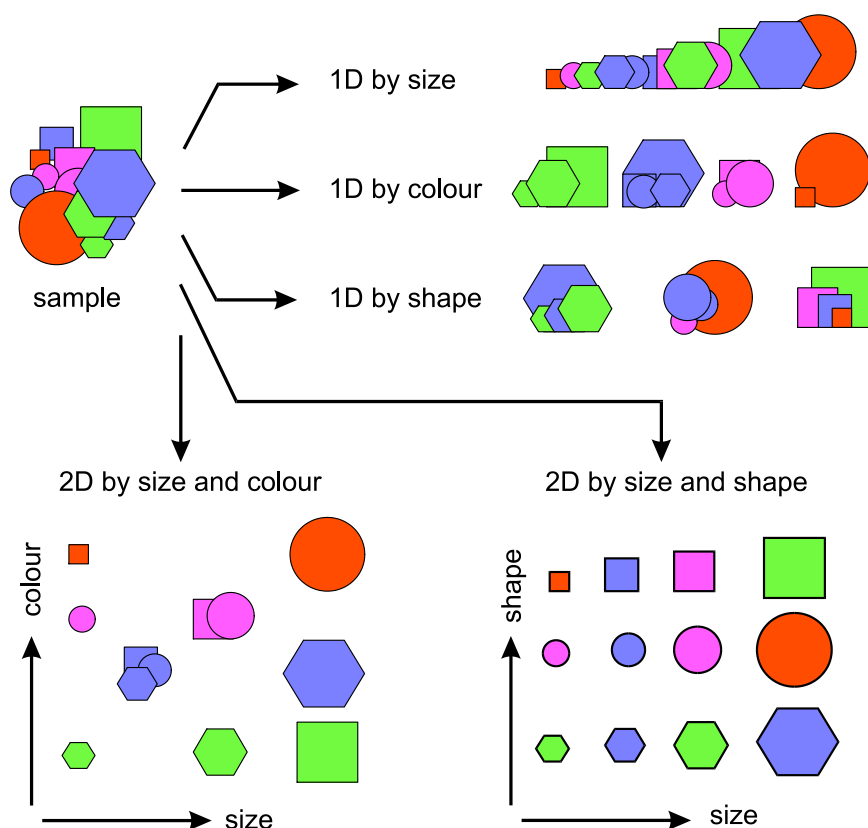 1D by size
1D by colour
sample
1D by shape
2D by size and colour
2D by size and shape
colour
size
shape
size